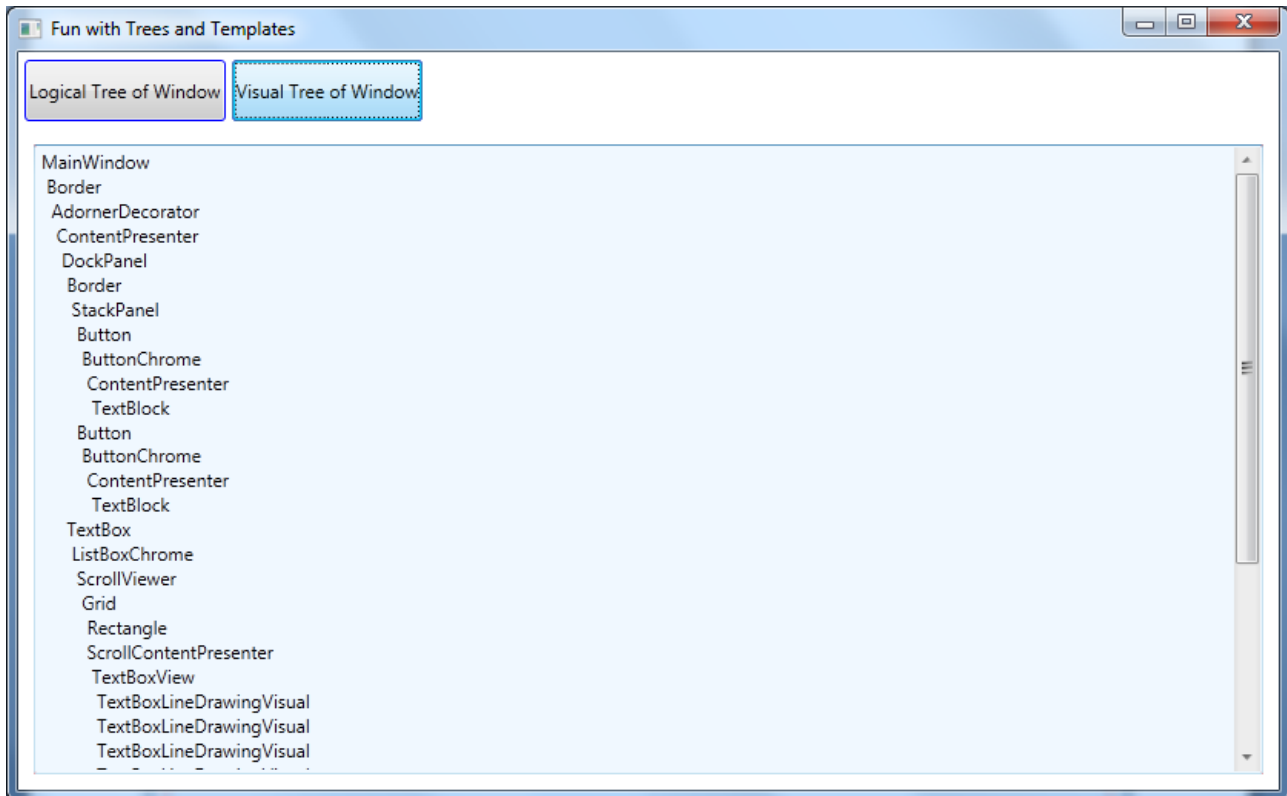 Fun with Trees and Templates
Logical Tree of Window Visual Tree of Window
MainWindow
Border
AdornerDecorator
ContentPresenter
DockPanel
Border
StackPanel
Button
ButtonChrome
ContentPresenter
TextBlock
Button
ButtonChrome
ContentPresenter
TextBlock
TextBox
ListBoxChrome
ScrollViewer
Grid
Rectangle
ScrollContentPresenter
TextBoxView
TextBoxLineDrawingVisual
TextBoxLineDrawingVisual
TextBoxLineDrawingVisual